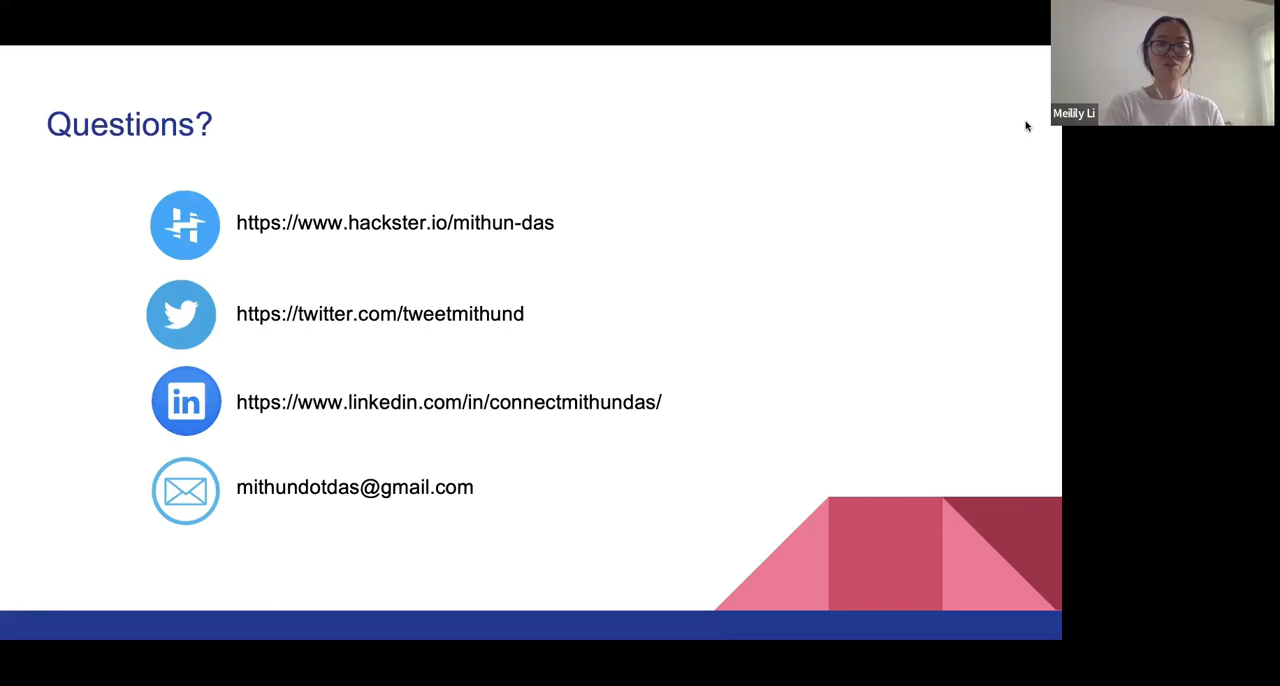 Questions?
https://www.hackster.io/mithun-das
https://twitter.com/tweetmithund
in https://www.linkedin.com/in/connectmithundas/
mithundotdas@gmail.com
Meilily Li